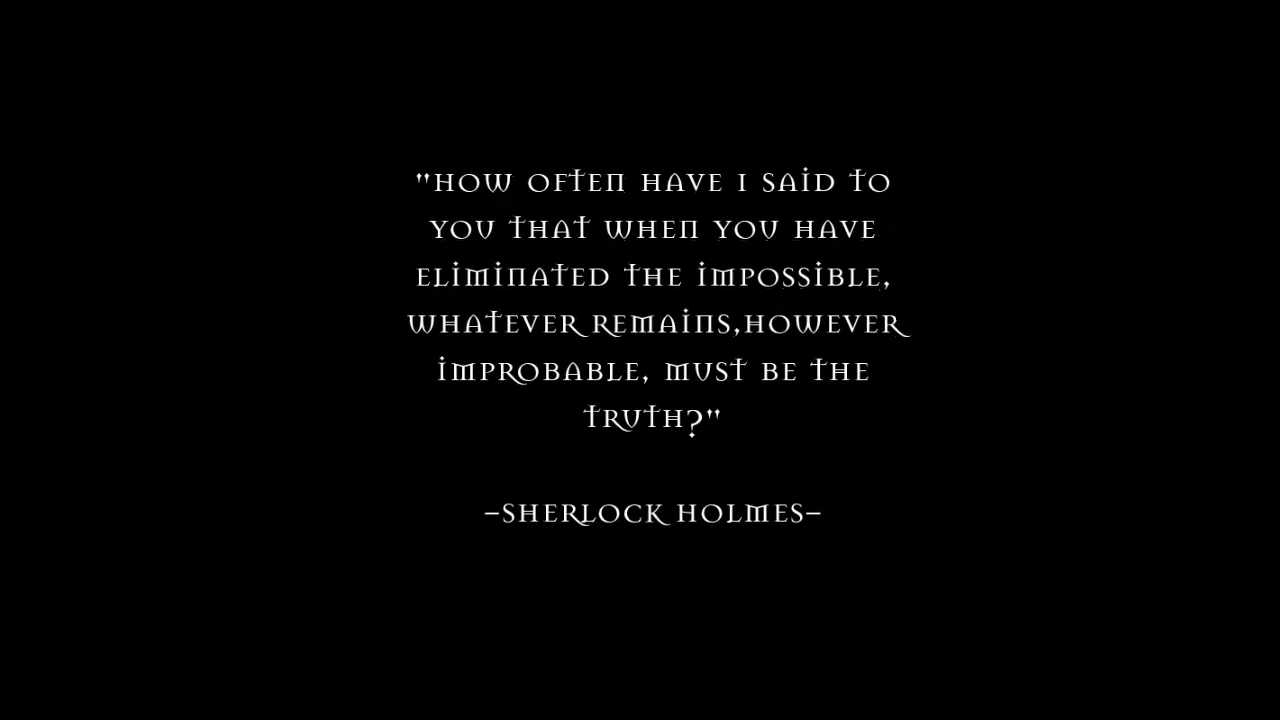 "HOW OFTEN HAVE I SAID TO
YOU THAT WHEN YOU HAVE
ELIMINATED THE IMPOSSIBLE,
WHATEVER REMAINS,HOWEVER
IMPROBABLE, MUST BE THE
TRUTH?"
-SHERLOCK HOLMES-